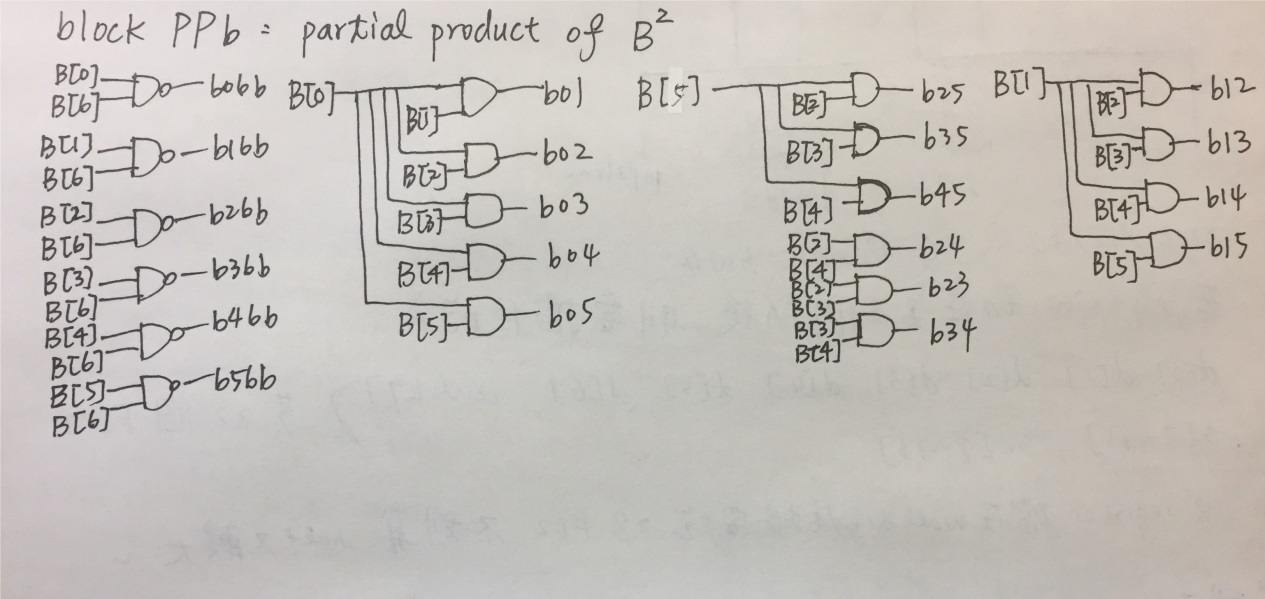 block PPb : partial product of B²
B[0]
B[6]
b06b
B[1]
B[6]
b16b
B[2]
B[6]
b26b
B[3]
B[6]
b36b
B[4]
B[6]
b46b
B[5]
B[6]
b56b
B[0]
B[1]
b01
B[2]
b02
B[3]
b03
B[4]
b04
B[5]
b05
B[5]
B[2]
b25
B[3]
b35
B[4]
b45
B[2]
B[4]
b24
B[2]
B[3]
b23
B[3]
B[4]
b34
B[1]
B[2]
b12
B[3]
b13
B[4]
b14
B[5]
b15